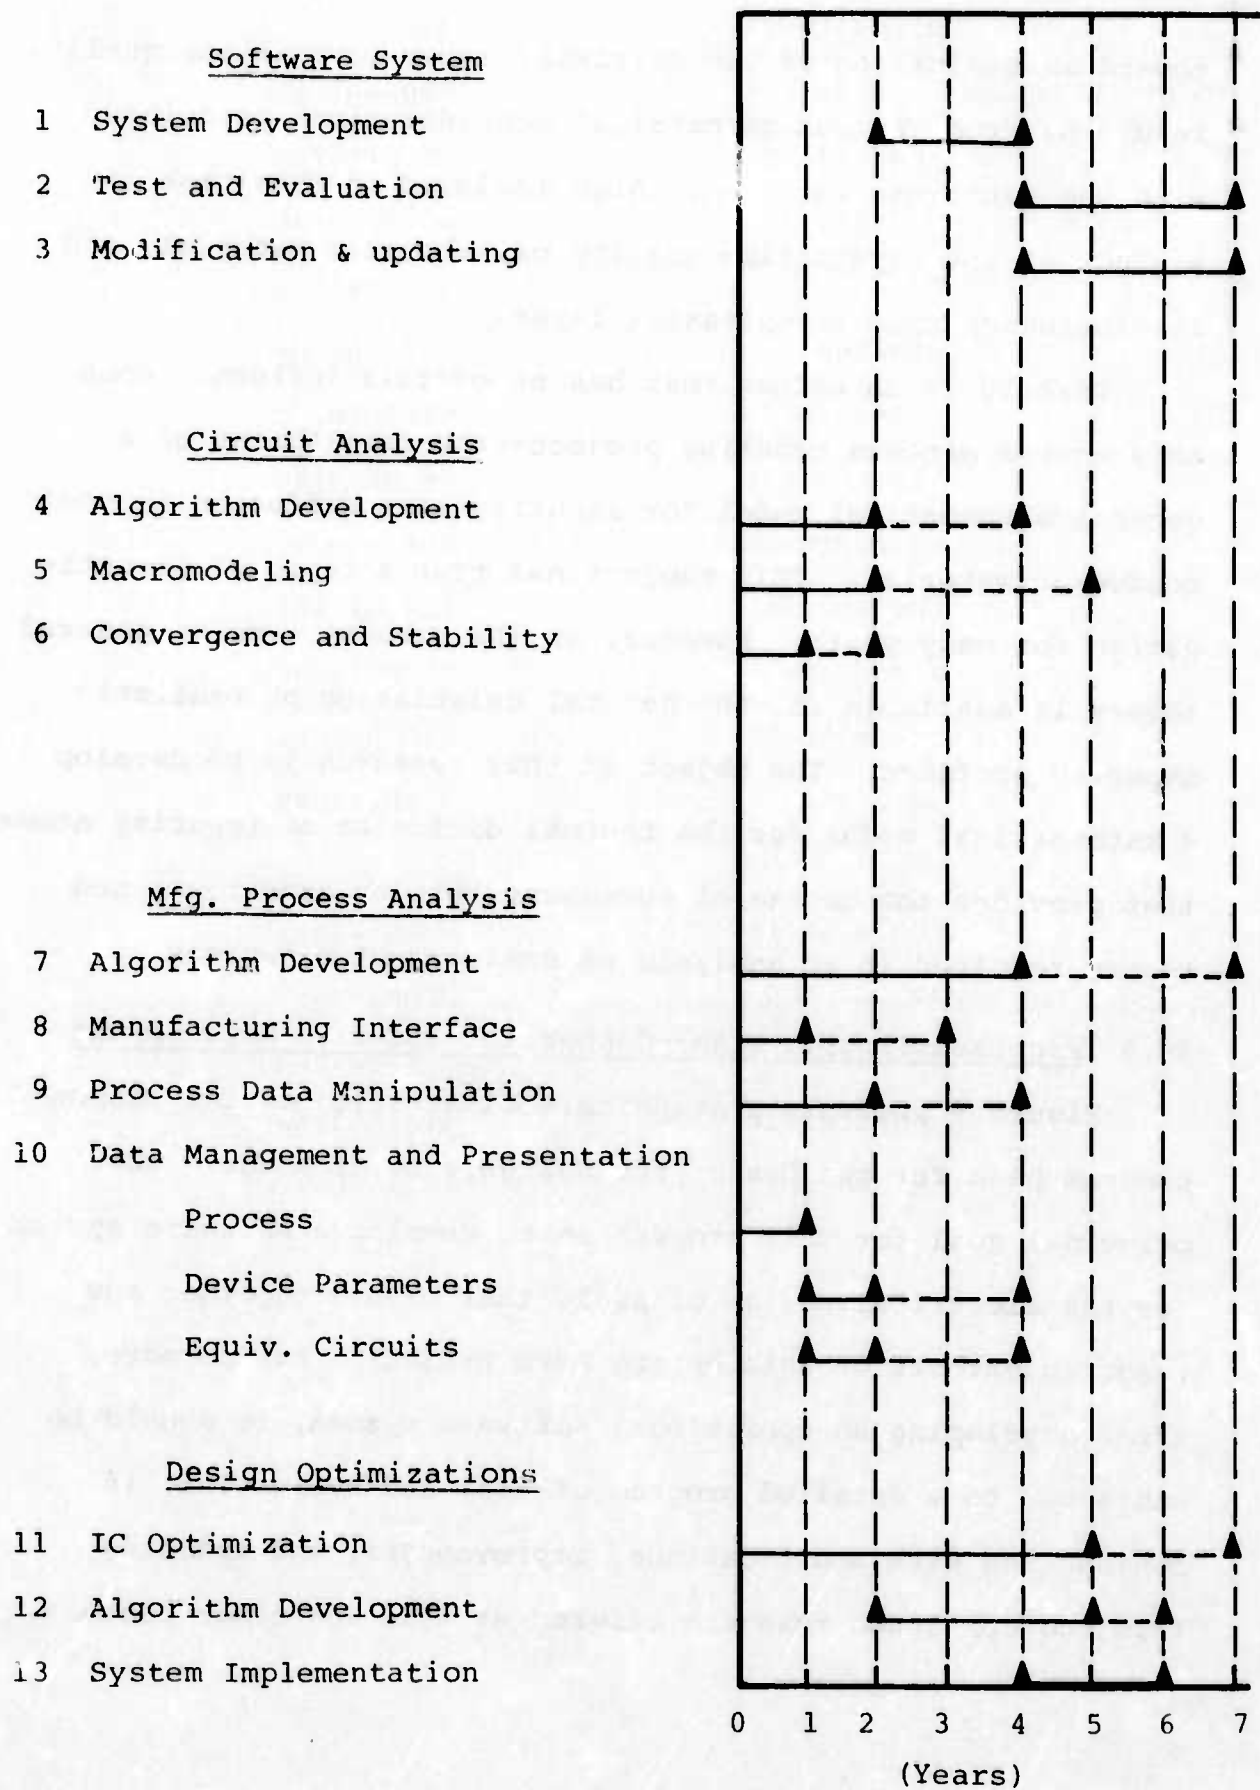 Software System
1 System Development
2 Test and Evaluation
3 Modification & updating
Circuit Analysis
4 Algorithm Development
5 Macromodeling
6 Convergence and Stability
Mfg. Process Analysis
7 Algorithm Development
8 Manufacturing Interface
9 Process Data Manipulation
10 Data Management and Presentation
Process
Device Parameters
Equiv. Circuits
Design Optimizations
11 IC Optimization
12 Algorithm Development
13 System Implementation
0 1 2 3 4 5 6 7
(Years)